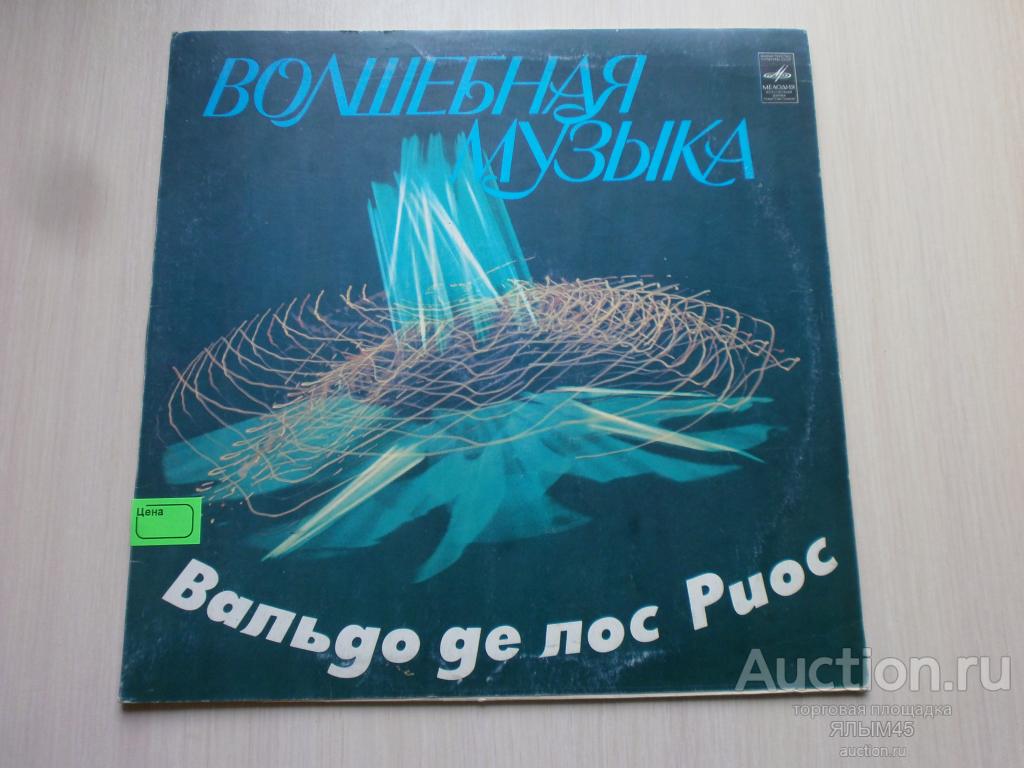 ВОЛШЕБНАЯ
МУЗЫКА
МЕЛОДИЯ
Цена
Вальдо де лос Риос
Auction.ru
торговая площадка
ЯЛЫМ45
auction.ru